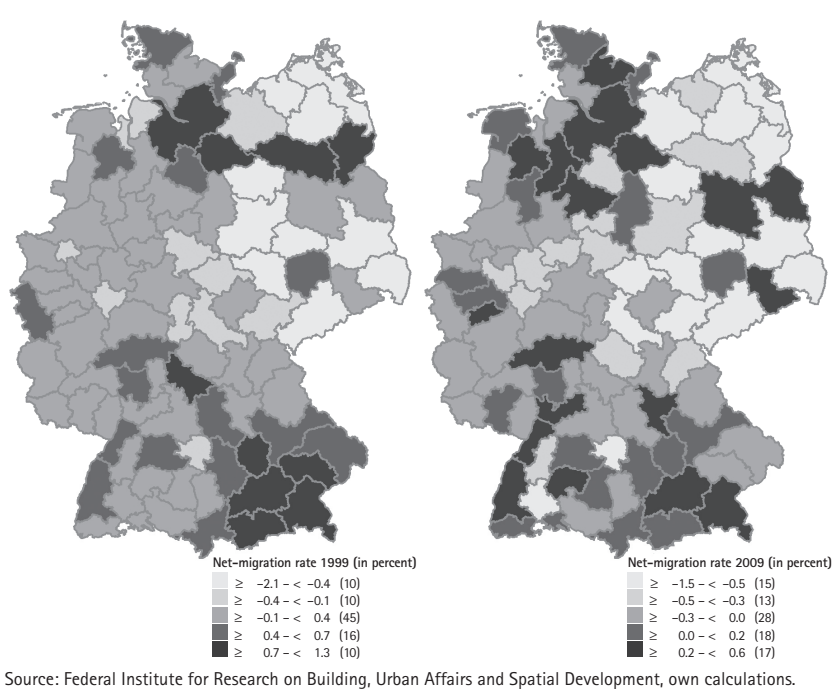 Net-migration rate 1999 (in percent)
≥ -2.1 - < -0.4 (10)
≥ -0.4 - < -0.1 (10)
≥ -0.1 - < 0.4 (45)
≥ 0.4 - < 0.7 (16)
≥ 0.7 - < 1.3 (10)
Net-migration rate 2009 (in percent)
≥ -1.5 - < -0.5 (15)
≥ -0.5 - < -0.3 (13)
≥ -0.3 - < 0.0 (28)
≥ 0.0 - < 0.2 (18)
≥ 0.2 - < 0.6 (17)
Source: Federal Institute for Research on Building, Urban Affairs and Spatial Development, own calculations.